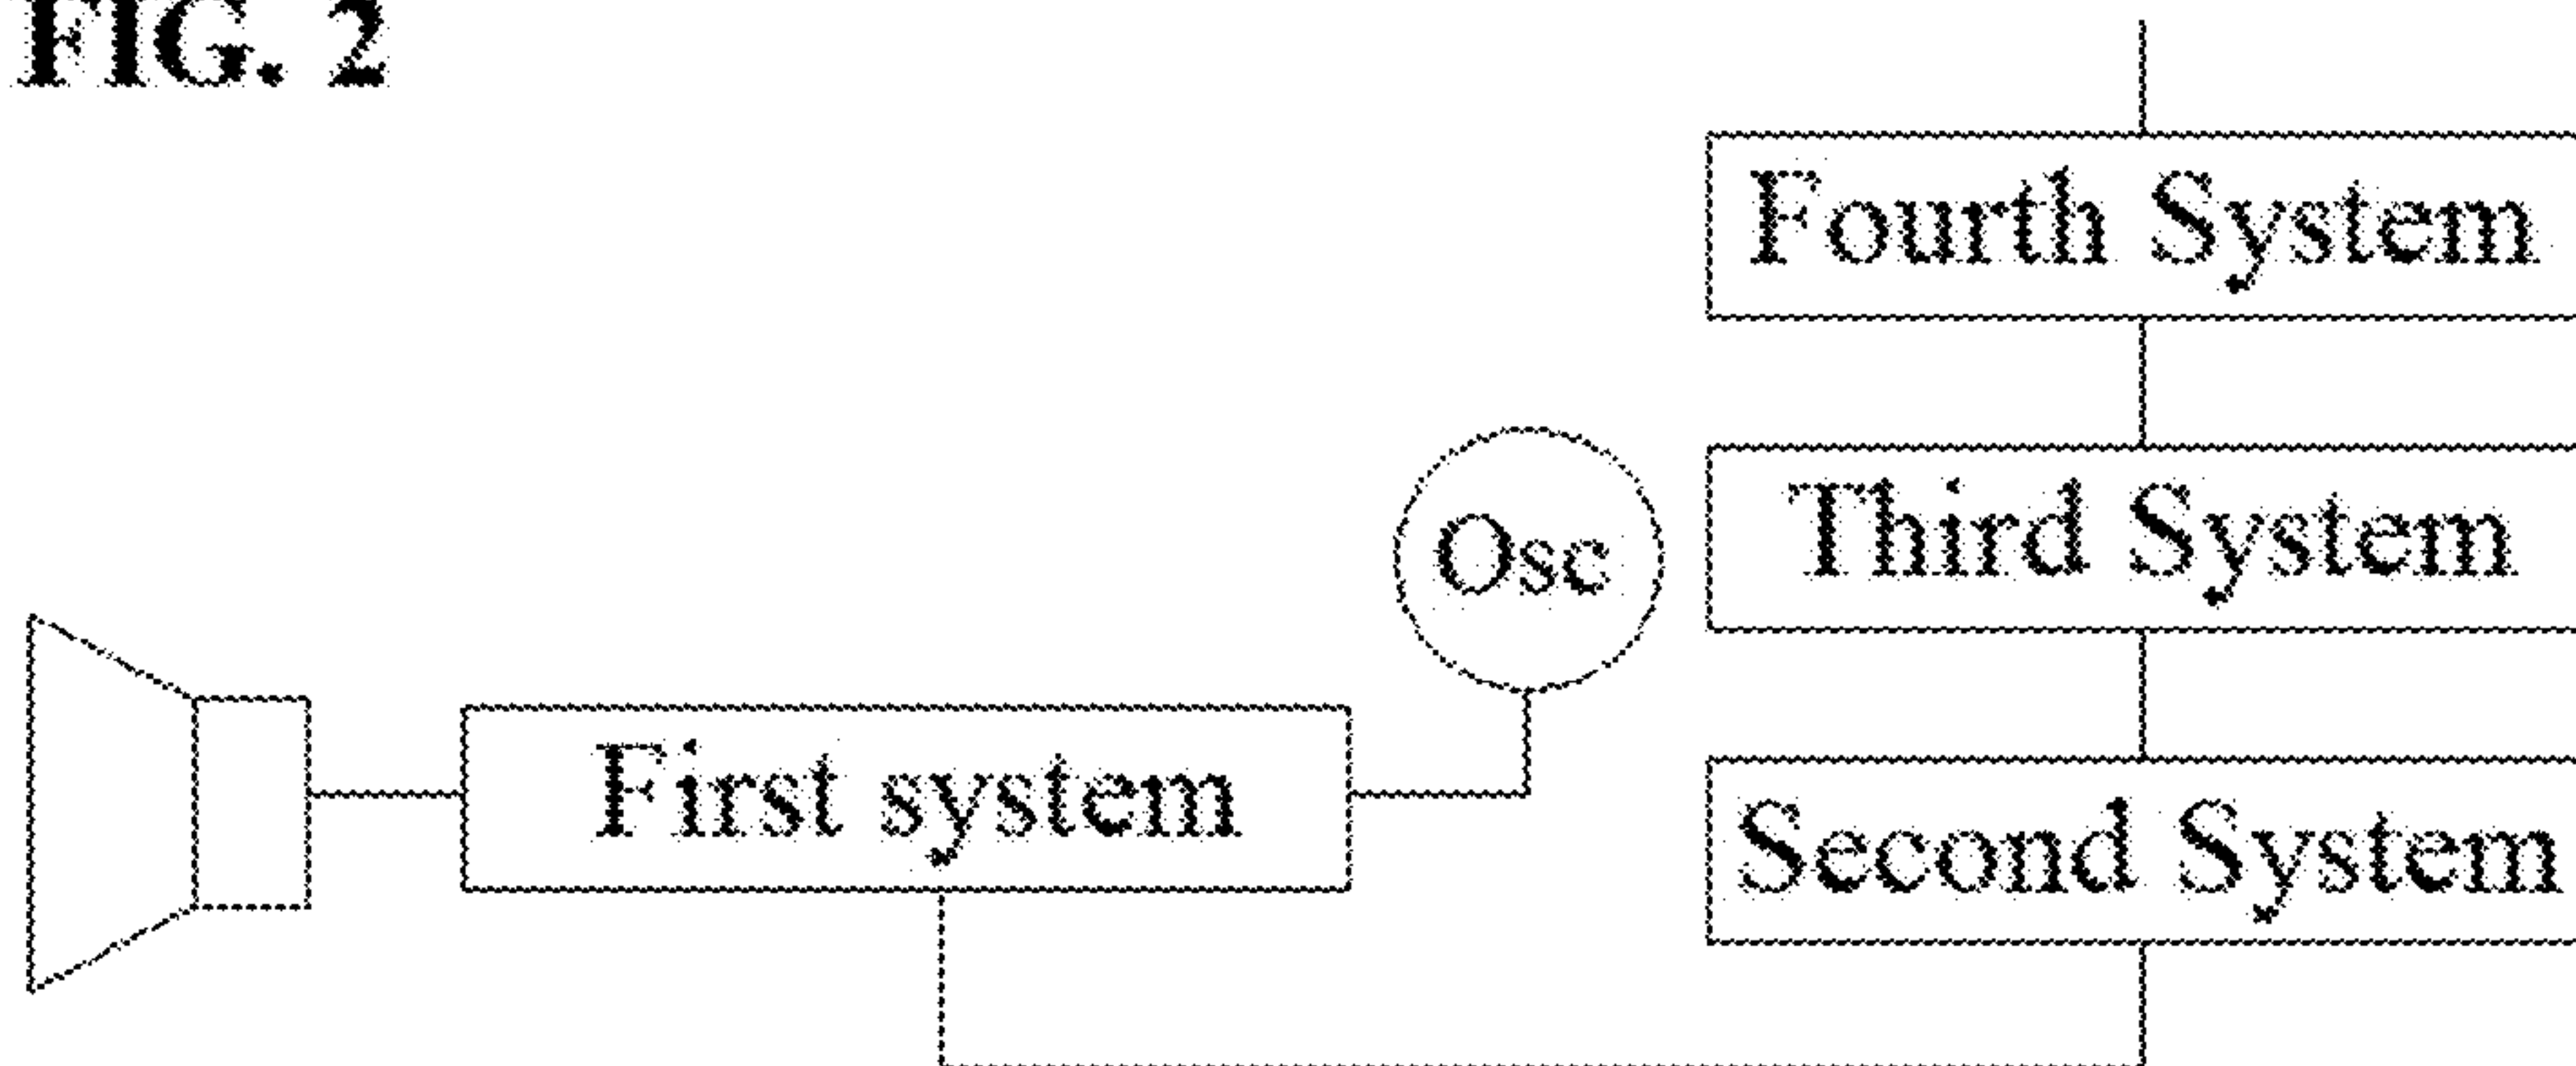 FIG. 2
Fourth System
Osc
Third System
First system
Second System